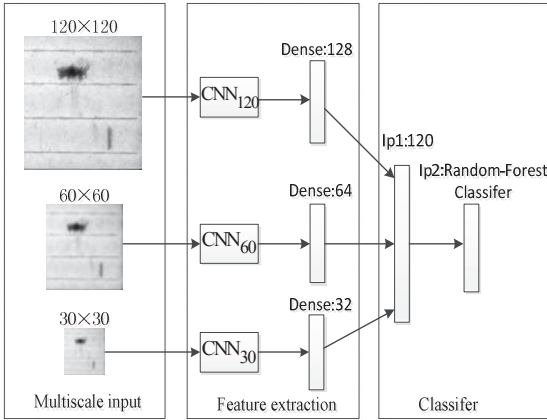 120×120
Dense:128
CNN120
Ip1:120
Ip2:Random-Forest
Classifer
60×60
Dense:64
CNN60
30×30
Dense:32
CNN30
Multiscale input
Feature extraction
Classifer